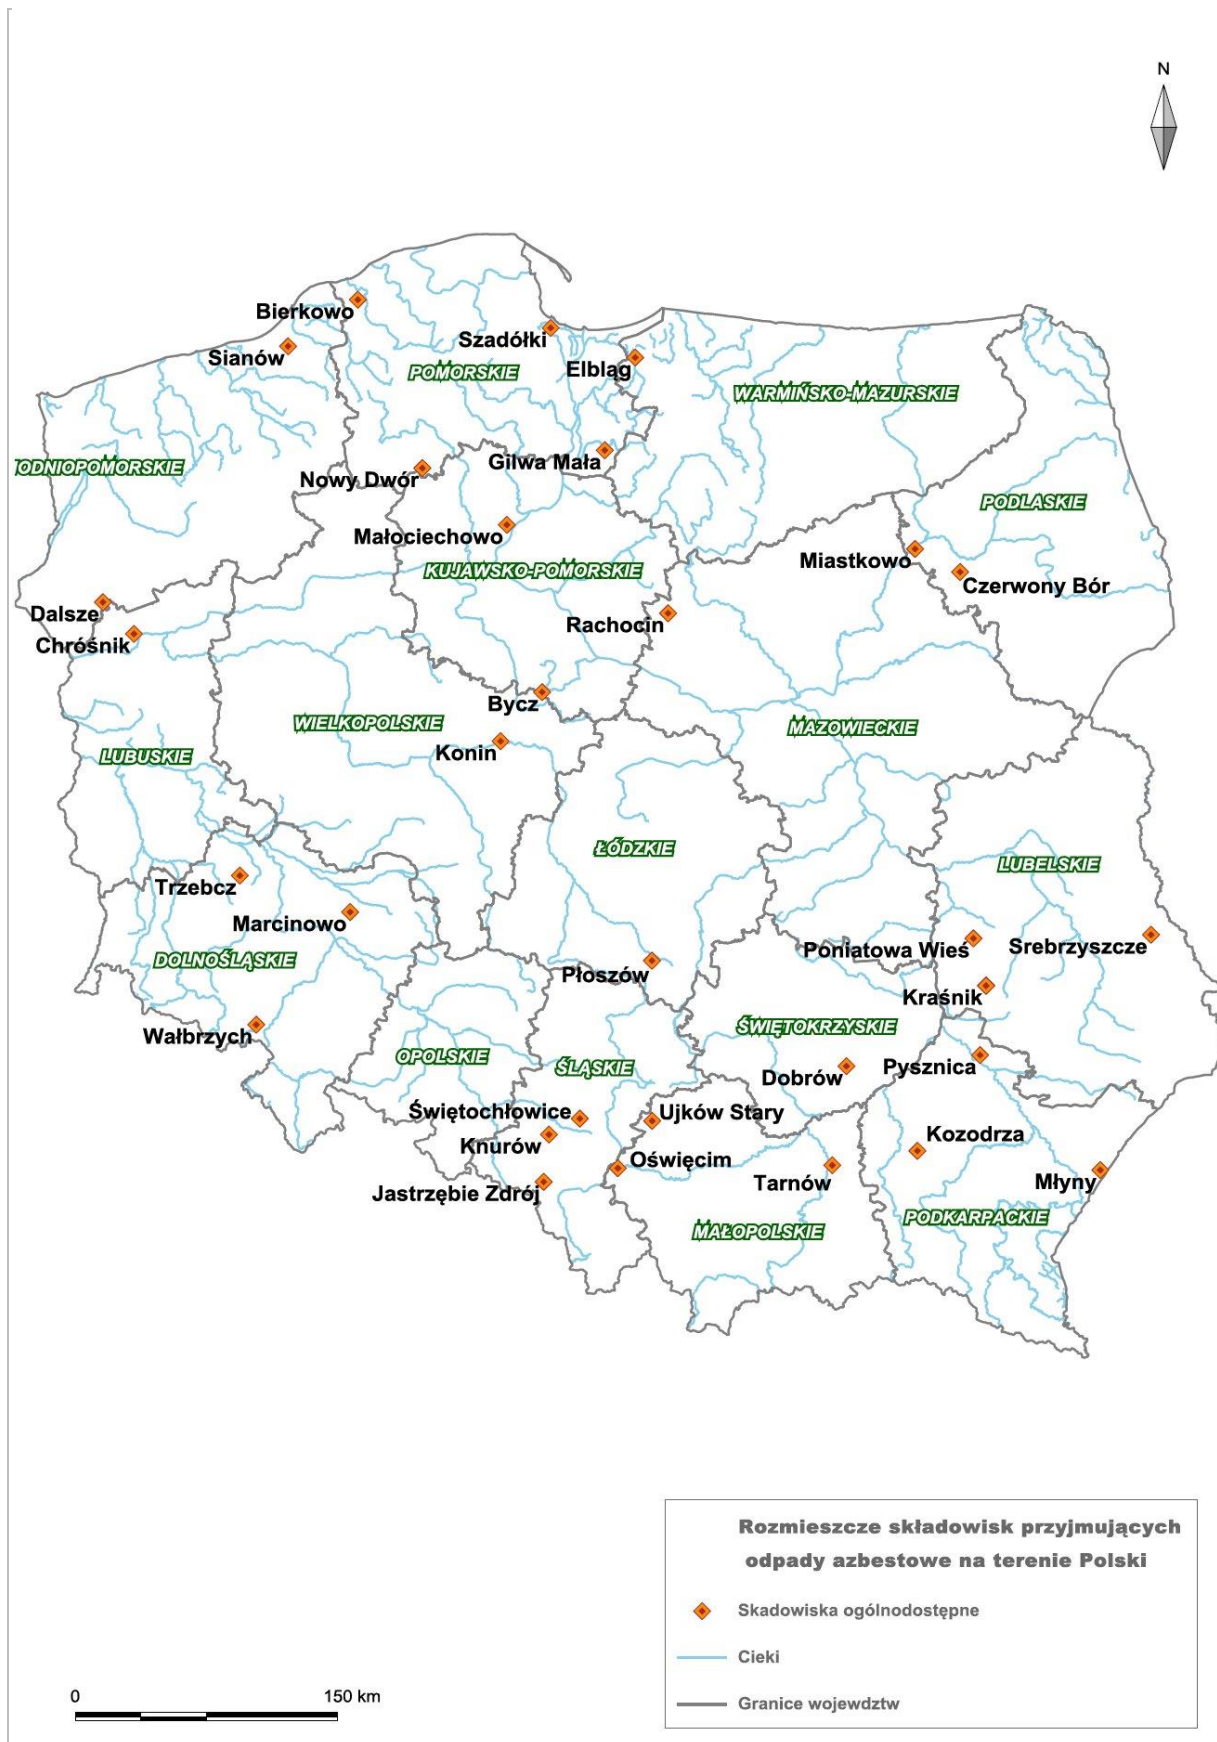 N
Bierkowo
Szadółki
Sianów
Elbląg
POMORSKIE
WARMIŃSKO-MAZURSKIE
ODNIOPOMORSKIE
Gilwa Mała
Nowy Dwór
PODLASKIE
Małociechowo
Miastkowo
KUJAWSKO-POMORSKIE
Czerwony Bór
Dalsze
Rachocin
Chróśnik
Bycz
WIELKOPOLSKIE
MAZOWIECKIE
Konin
LUBUSKIE
ŁÓDZKIE
LUBELSKIE
Trzebcz
Marcinowo
Poniatowa Wieś
Srebrzyszcze
DOLNOŚLĄSKIE
Płoszów
Kraśnik
Wałbrzych
ŚWIĘTOKRZYSKIE
OPOLSKIE
ŚLĄSKIE
Pysznica
Dobrów
Świętochłowice
Ujków Stary
Knurów
Kozodrza
Oświęcim
Jastrzębie Zdrój
Tarnów
Młyny
PODKARPACKIE
MAŁOPOLSKIE
Rozmieszcze składowisk przyjmujących
odpady azbestowe na terenie Polski
Skadowiska ogólnodostępne
Cieki
Granice wojewdztw
0 150 km